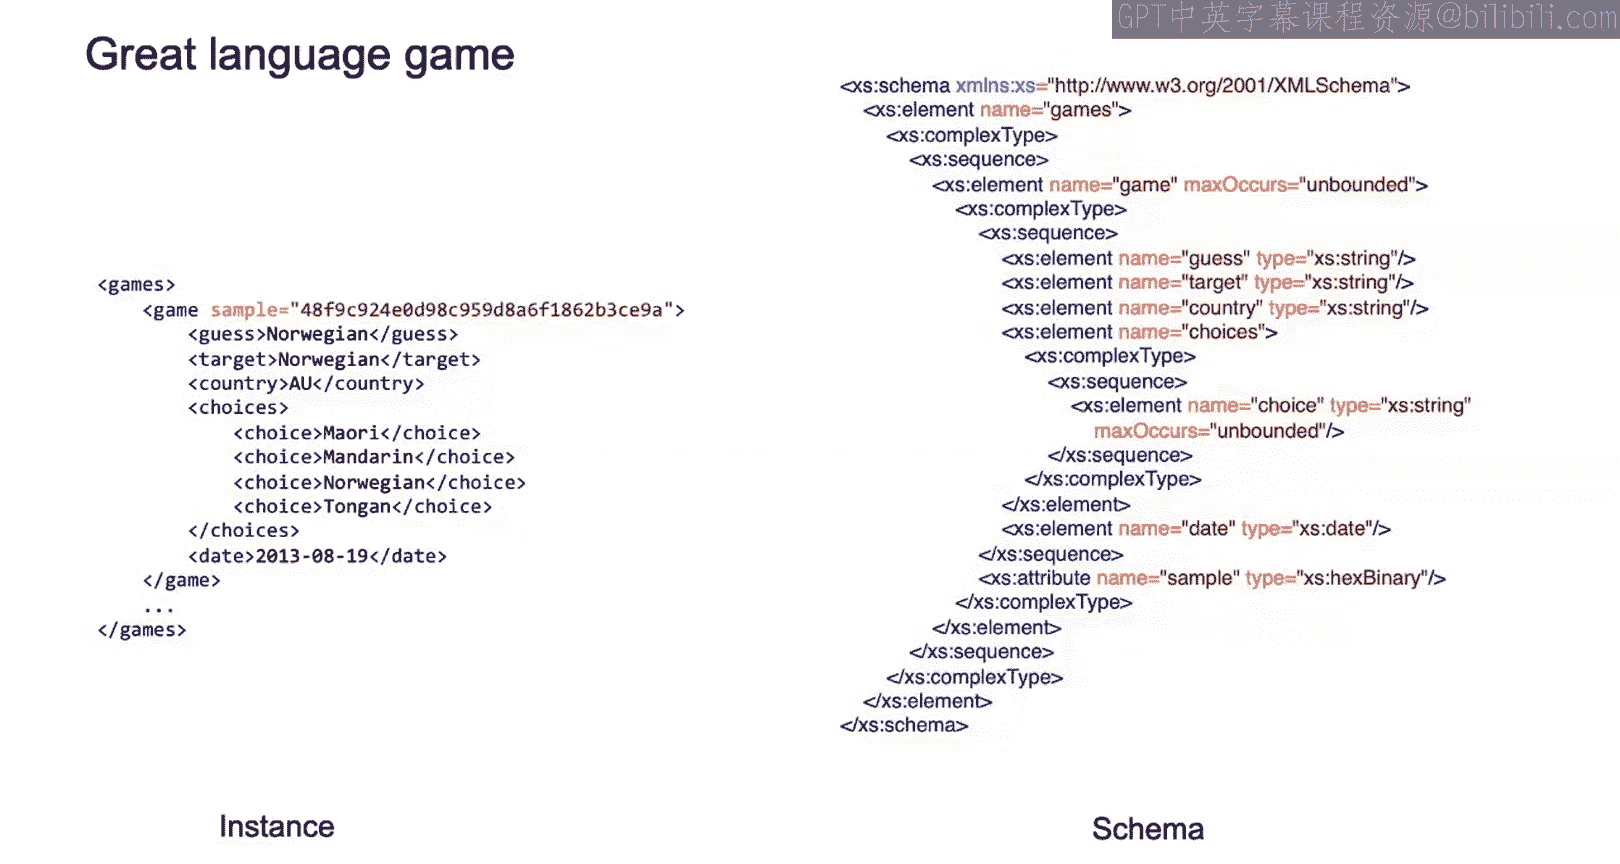 GPT中英字幕课程资源@bilibili.com
Great language game
<games>
<game sample="48f9c924e0d98c959d8a6f1862b3ce9a">
<guess>Norwegian</guess>
<target>Norwegian</target>
<country>AU</country>
<choices>
<choice>Maori</choice>
<choice>Mandarin</choice>
<choice>Norwegian</choice>
<choice>Tongan</choice>
</choices>
<date>2013-08-19</date>
</game>
...
</games>
Instance
<xs:schema xmlns:xs="http://www.w3.org/2001/XMLSchema">
<xs:element name="games">
<xs:complexType>
<xs:sequence>
<xs:element name="game" maxOccurs="unbounded">
<xs:complexType>
<xs:sequence>
<xs:element name="guess" type="xs:string"/>
<xs:element name="target" type="xs:string"/>
<xs:element name="country" type="xs:string"/>
<xs:element name="choices">
<xs:complexType>
<xs:sequence>
<xs:element name="choice" type="xs:string"
maxOccurs="unbounded"/>
</xs:sequence>
</xs:complexType>
</xs:element>
<xs:element name="date" type="xs:date"/>
</xs:sequence>
<xs:attribute name="sample" type="xs:hexBinary"/>
</xs:complexType>
</xs:element>
</xs:sequence>
</xs:complexType>
</xs:element>
</xs:schema>
Schema